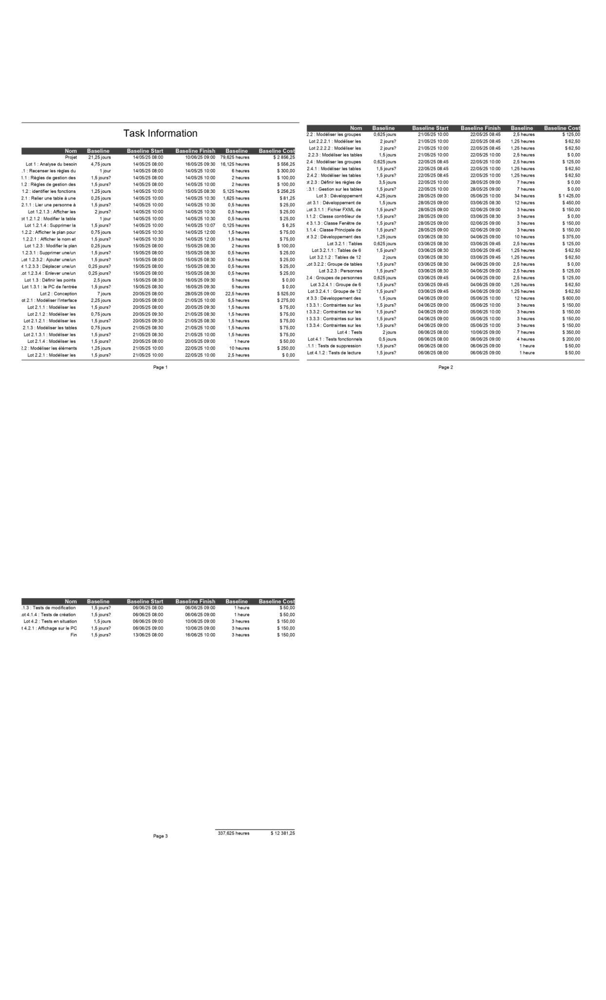 Task Information
Nom Baseline Baseline Start Baseline Finish Baseline Baseline Cost
Projet 21,25 jours 14/05/25 08:00 10/06/25 09:00 79,625 heures $ 2 856,25
Lot 1 : Analyse du besoin 4,75 jours 14/05/25 08:00 16/05/25 09:30 16,125 heures $ 556,25
.1 : Recenser les règles du 1 jour 14/05/25 08:00 14/05/25 10:00 6 heures $ 300,00
1.1 : Règles de gestion des 1,5 jours? 14/05/25 08:00 14/05/25 10:00 2 heures $ 100,00
1.2 : Règles de gestion des 1,5 jours? 14/05/25 08:00 14/05/25 10:00 2 heures $ 100,00
1.2 : identifier les fonctions 1,25 jours 14/05/25 10:00 15/05/25 08:30 5,125 heures $ 256,25
2.1 : Relier une table à une 0,25 jours 14/05/25 10:00 14/05/25 10:30 1,625 heures $ 81,25
2.1.1 : Lier une personne à 1,5 jours? 14/05/25 10:00 14/05/25 10:30 0,5 heures $ 25,00
Lot 1.2.1.3 : Afficher les 2 jours? 14/05/25 10:00 14/05/25 10:30 0,5 heures $ 25,00
ot 1.2.1.2 : Modifier la table 1 jour 14/05/25 10:00 14/05/25 10:30 0,5 heures $ 25,00
Lot 1.2.1.4 : Supprimer la 1,5 jours? 14/05/25 10:00 14/05/25 10:07 0,125 heures $ 6,25
1.2.2 : Afficher le plan pour 0,75 jours 14/05/25 10:30 14/05/25 12:00 1,5 heures $ 75,00
1.2.2.1 : Afficher le nom et 1,5 jours? 14/05/25 10:30 14/05/25 12:00 1,5 heures $ 75,00
Lot 1.2.3 : Modifier le plan 0,25 jours 15/05/25 08:00 15/05/25 08:30 2 heures $ 100,00
1.2.3.1 : Supprimer une/un 1,5 jours? 15/05/25 08:00 15/05/25 08:30 0,5 heures $ 25,00
Lot 1.2.3.2 : Ajouter une/un 1,5 jours? 15/05/25 08:00 15/05/25 08:30 0,5 heures $ 25,00
t 1.2.3.3 : Déplacer une/un 0,25 jours? 15/05/25 08:00 15/05/25 08:30 0,5 heures $ 25,00
ot 1.2.3.4 : Enlever une/un 0,25 jours? 15/05/25 08:00 15/05/25 08:30 0,5 heures $ 25,00
Lot 1.3 : Définir les points 2,5 jours 15/05/25 08:30 16/05/25 09:30 5 heures $ 0,00
Lot 1.3.1 : le PC de l'entrée 1,5 jours? 15/05/25 08:30 16/05/25 09:30 5 heures $ 0,00
Lot 2 : Conception 7 jours 20/05/25 08:00 28/05/25 09:00 22,5 heures $ 525,00
ot 2.1 : Modéliser l'interface 2,25 jours 20/05/25 08:00 21/05/25 10:00 5,5 heures $ 275,00
Lot 2.1.1 : Modéliser les 1,5 jours? 20/05/25 08:00 20/05/25 09:30 1,5 heures $ 75,00
Lot 2.1.2 : Modéliser les 0,75 jours 20/05/25 09:30 21/05/25 08:30 1,5 heures $ 75,00
Lot 2.1.2.1 : Modéliser les 1,5 jours? 20/05/25 09:30 21/05/25 08:30 1,5 heures $ 75,00
2.1.3 : Modéliser les tables 0,75 jours 21/05/25 08:30 21/05/25 10:00 1,5 heures $ 75,00
Lot 2.1.3.1 : Modéliser les 1,5 jours? 21/05/25 08:30 21/05/25 10:00 1,5 heures $ 75,00
Lot 2.1.4 : Modéliser les 1,5 jours? 20/05/25 08:00 20/05/25 09:00 1 heure $ 50,00
2.2 : Modéliser les éléments 1,25 jours 21/05/25 10:00 22/05/25 10:00 10 heures $ 250,00
Lot 2.2.1 : Modéliser les 1,5 jours? 21/05/25 10:00 22/05/25 10:00 2,5 heures $ 0,00
Page 1
Nom Baseline Baseline Start Baseline Finish Baseline Baseline Cost
2.2 : Modéliser les groupes 0,625 jours 21/05/25 10:00 22/05/25 08:45 2,5 heures $ 125,00
Lot 2.2.2.1 : Modéliser les 2 jours? 21/05/25 10:00 22/05/25 08:45 1,25 heures $ 62,50
Lot 2.2.2.2 : Modéliser les 2 jours? 21/05/25 10:00 22/05/25 08:45 1,25 heures $ 62,50
2.2.3 : Modéliser les tables 1,5 jours 21/05/25 10:00 22/05/25 10:00 2,5 heures $ 0,00
2.4 : Modéliser les groupes 0,625 jours 22/05/25 08:45 22/05/25 10:00 2,5 heures $ 125,00
2.4.1 : Modéliser les tables 1,5 jours? 22/05/25 08:45 22/05/25 10:00 1,25 heures $ 62,50
2.4.2 : Modéliser les tables 1,5 jours? 22/05/25 08:45 22/05/25 10:00 1,25 heures $ 62,50
ot 2.3 : Définir les règles de 3,5 jours 22/05/25 10:00 28/05/25 09:00 7 heures $ 0,00
.3.1 : Gestion sur les tables 1,5 jours? 22/05/25 10:00 28/05/25 09:00 7 heures $ 0,00
Lot 3 : Développement 4,25 jours 28/05/25 09:00 05/06/25 10:00 34 heures $ 1 425,00
Lot 3.1 : Développement de 1,5 jours 28/05/25 09:00 03/06/25 08:30 12 heures $ 450,00
Lot 3.1.1 : Fichier FXML de 1,5 jours? 28/05/25 09:00 02/06/25 09:00 3 heures $ 150,00
3.1.2 : Classe contrôleur de 1,5 jours? 28/05/25 09:00 03/06/25 08:30 3 heures $ 0,00
t 3.1.3 : Classe Fenêtre de 1,5 jours? 28/05/25 09:00 02/06/25 09:00 3 heures $ 150,00
3.1.4 : Classe Principale de 1,5 jours? 28/05/25 09:00 02/06/25 09:00 3 heures $ 150,00
ot 3.2 : Développement des 1,25 jours 03/06/25 08:30 04/06/25 09:00 10 heures $ 375,00
Lot 3.2.1 : Tables 0,625 jours 03/06/25 08:30 03/06/25 09:45 2,5 heures $ 125,00
Lot 3.2.1.1 : Tables de 6 1,5 jours? 03/06/25 08:30 03/06/25 09:45 1,25 heures $ 62,50
Lot 3.2.1.2 : Tables de 12 2 jours 03/06/25 08:30 03/06/25 09:45 1,25 heures $ 62,50
Lot 3.2.2 : Groupe de tables 1,5 jours? 03/06/25 08:30 04/06/25 09:00 2,5 heures $ 0,00
Lot 3.2.3 : Personnes 1,5 jours? 03/06/25 08:30 04/06/25 09:00 2,5 heures $ 125,00
2.4 : Groupes de personnes 0,625 jours 03/06/25 09:45 04/06/25 09:00 2,5 heures $ 125,00
Lot 3.2.4.1 : Groupe de 6 1,5 jours? 03/06/25 09:45 04/06/25 09:00 1,25 heures $ 62,50
Lot 3.2.4.1 : Groupe de 12 1,5 jours? 03/06/25 09:45 04/06/25 09:00 1,25 heures $ 62,50
ot 3.3 : Développement des 1,5 jours 04/06/25 09:00 05/06/25 10:00 12 heures $ 600,00
t 3.3.1 : Contraintes sur les 1,5 jours? 04/06/25 09:00 05/06/25 10:00 3 heures $ 150,00
t 3.3.2 : Contraintes sur les 1,5 jours? 04/06/25 09:00 05/06/25 10:00 3 heures $ 150,00
t 3.3.3 : Contraintes sur les 1,5 jours? 04/06/25 09:00 05/06/25 10:00 3 heures $ 150,00
t 3.3.4 : Contraintes sur les 1,5 jours? 04/06/25 09:00 05/06/25 10:00 3 heures $ 150,00
Lot 4 : Tests 2 jours 06/06/25 08:00 10/06/25 09:00 7 heures $ 350,00
Lot 4.1 : Tests fonctionnels 0,5 jours 06/06/25 08:00 06/06/25 09:00 4 heures $ 200,00
.1.1 : Tests de suppression 1,5 jours? 06/06/25 08:00 06/06/25 09:00 1 heure $ 50,00
Lot 4.1.2 : Tests de lecture 1,5 jours? 06/06/25 08:00 06/06/25 09:00 1 heure $ 50,00
Page 2
Nom Baseline Baseline Start Baseline Finish Baseline Baseline Cost
.1.3 : Tests de modification 1,5 jours? 06/06/25 08:00 06/06/25 09:00 1 heure $ 50,00
ot 4.1.4 : Tests de création 1,5 jours? 06/06/25 08:00 06/06/25 09:00 1 heure $ 50,00
Lot 4.2 : Tests en situation 1,5 jours 06/06/25 09:00 10/06/25 09:00 3 heures $ 150,00
t 4.2.1 : Affichage sur le PC 1,5 jours? 06/06/25 09:00 10/06/25 09:00 3 heures $ 150,00
Fin 1,5 jours? 13/06/25 08:00 16/06/25 10:00 3 heures $ 150,00
337,625 heures $ 12 381,25
Page 3